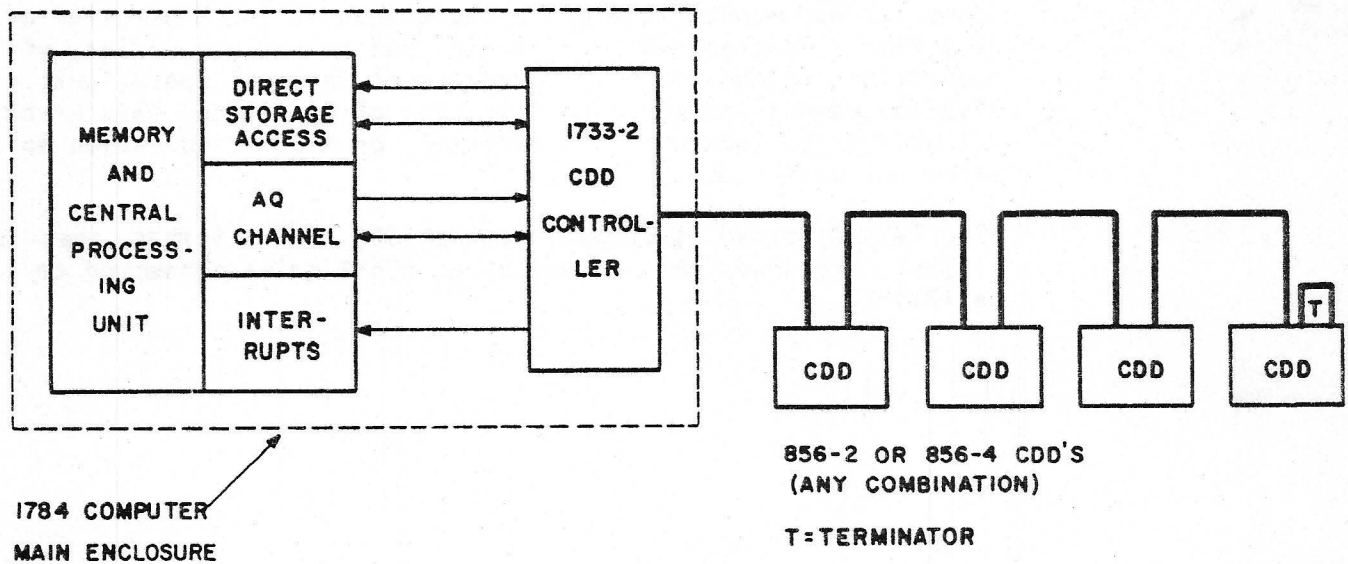 MEMORY
AND
CENTRAL
PROCESS-
ING
UNIT
DIRECT
STORAGE
ACCESS
AQ
CHANNEL
INTER-
RUPTS
1733-2
CDD
CONTROL-
LER
CDD
CDD
CDD
T
CDD
856-2 OR 856-4 CDD'S
(ANY COMBINATION)
T=TERMINATOR
1784 COMPUTER
MAIN ENCLOSURE